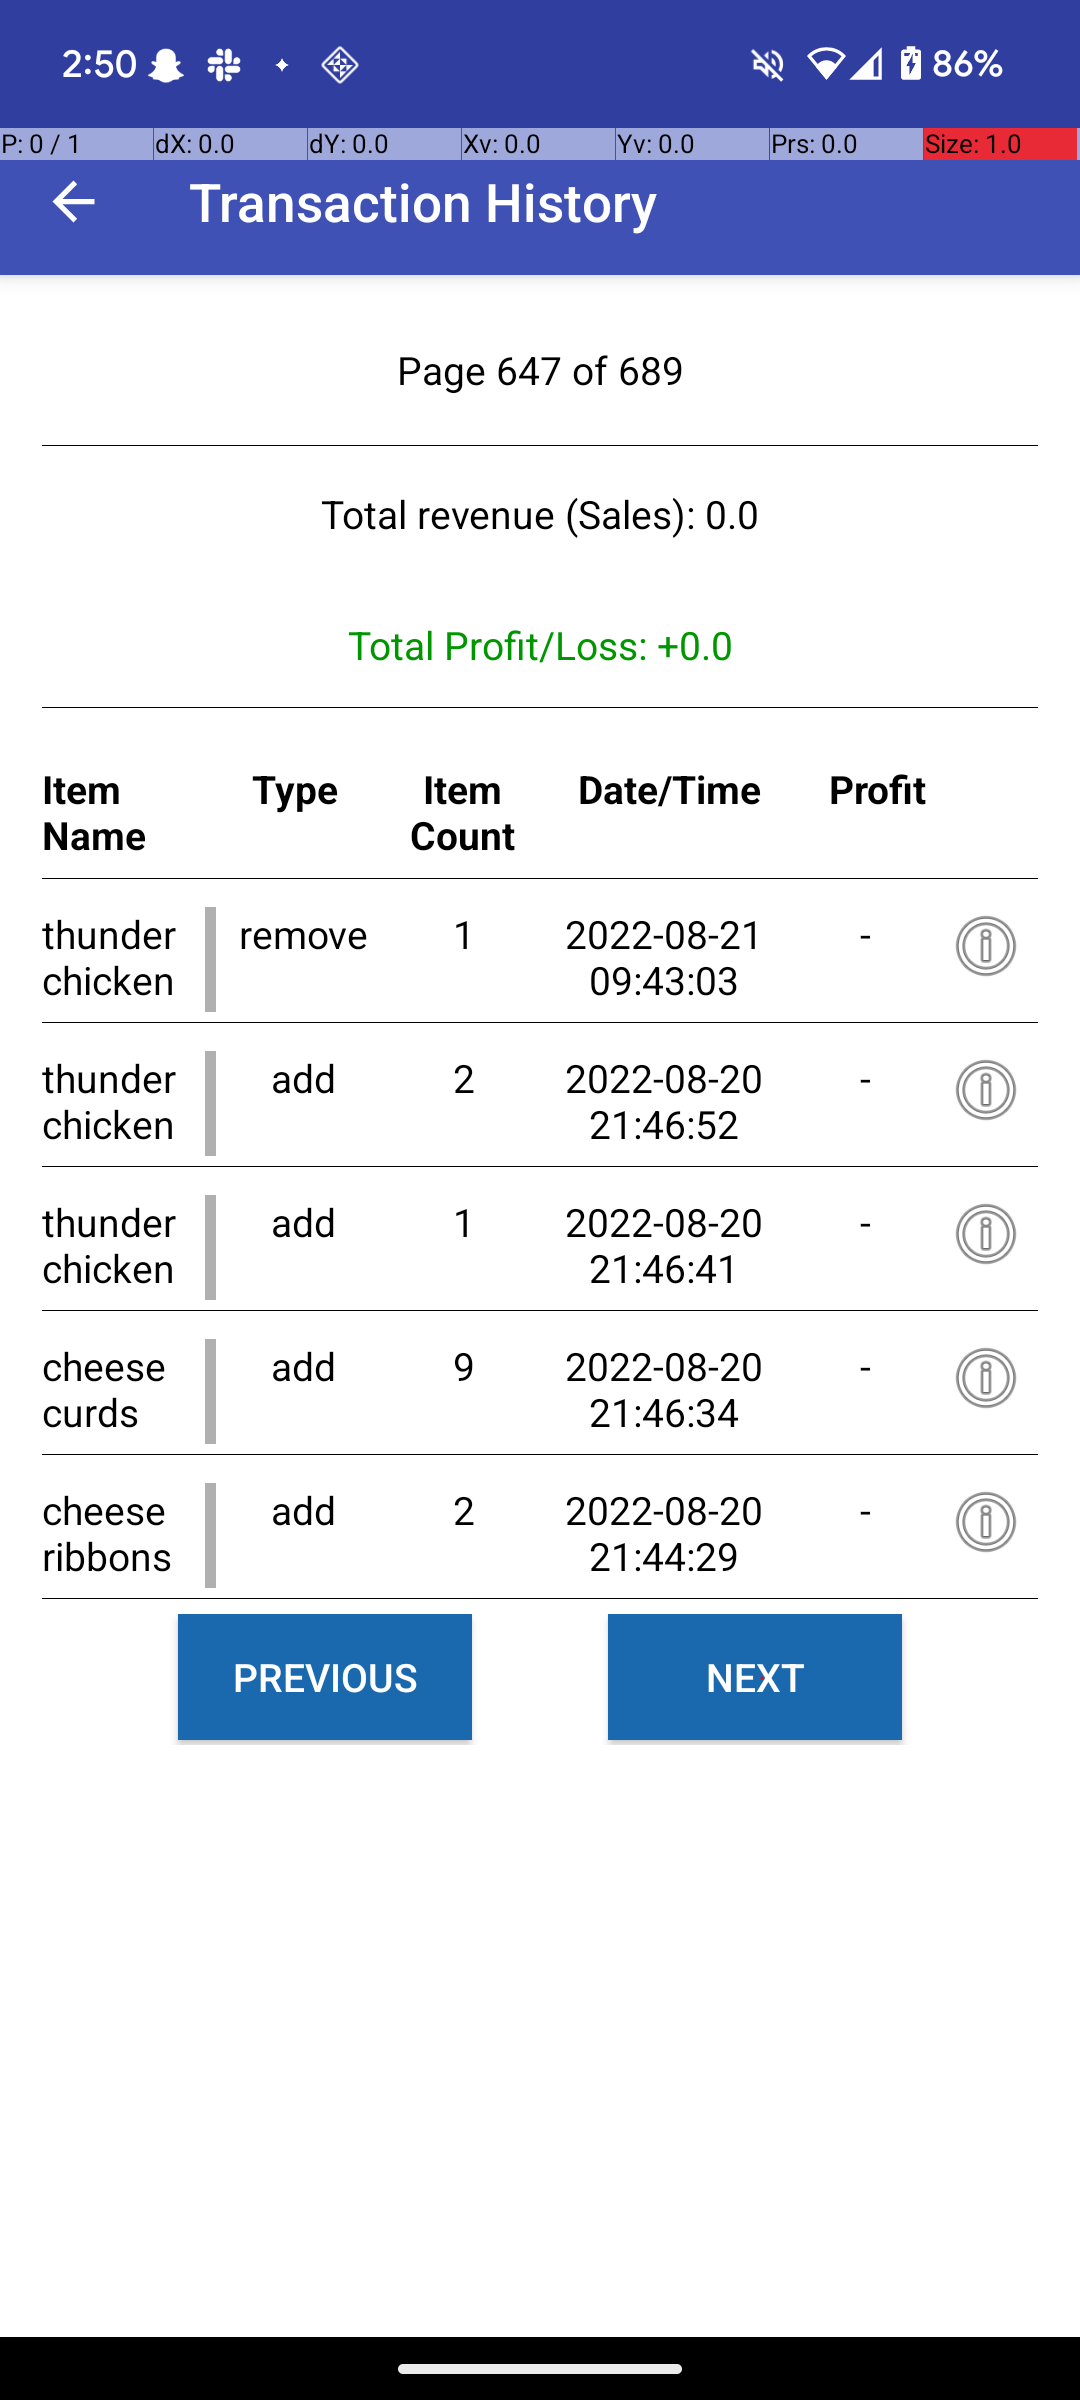 2:50 86%
P: 0 / 1 dX: 0.0 dY: 0.0 Xv: 0.0 Yv: 0.0 Prs: 0.0 Size: 1.0
Transaction History
Page 647 of 689
Total revenue (Sales): 0.0
Total Profit/Loss: +0.0
Item Type Item Date/Time Profit
Name Count
thunder remove 1 2022-08-21 -
chicken 09:43:03
thunder add 2 2022-08-20 -
chicken 21:46:52
thunder add 1 2022-08-20 -
chicken 21:46:41
cheese add 9 2022-08-20 -
curds 21:46:34
cheese add 2 2022-08-20 -
ribbons 21:44:29
PREVIOUS NEXT